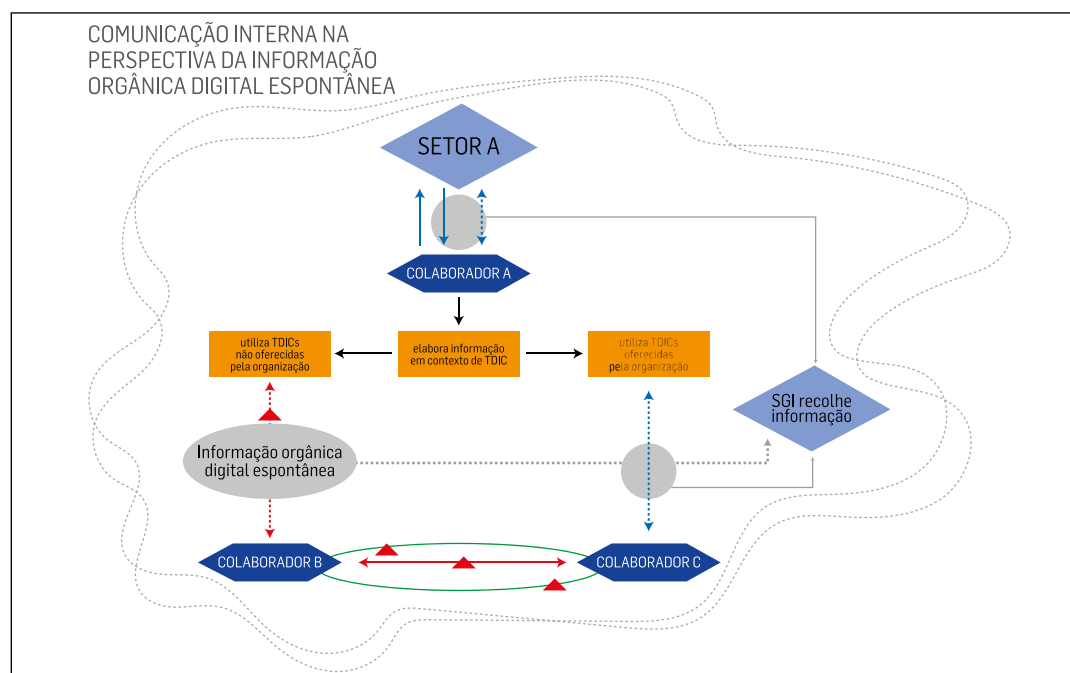 COMUNICAÇÃO INTERNA NA
PERSPECTIVA DA INFORMAÇÃO
ORGÂNICA DIGITAL ESPONTÂNEA
SETOR A
COLABORADOR A
utiliza TDICs
não oferecidas
pela organização
elabora informação
em contexto de TDIC
utiliza TDICs
oferecidas
pela organização
SGI recolhe
informação
Informação orgânica
digital espontânea
COLABORADOR B
COLABORADOR C